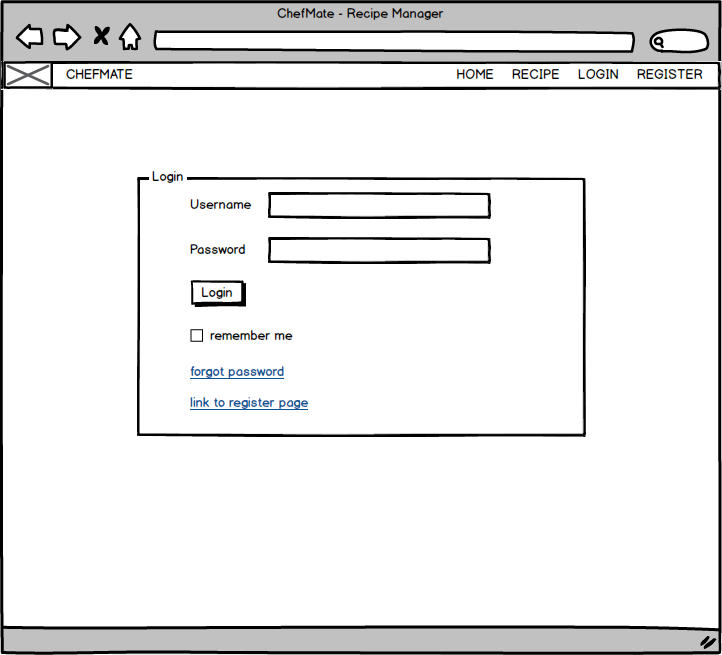 ChefMate - Recipe Manager
CHEFMATE HOME RECIPE LOGIN REGISTER
Login
Username
Password
Login
remember me
forgot password
link to register page